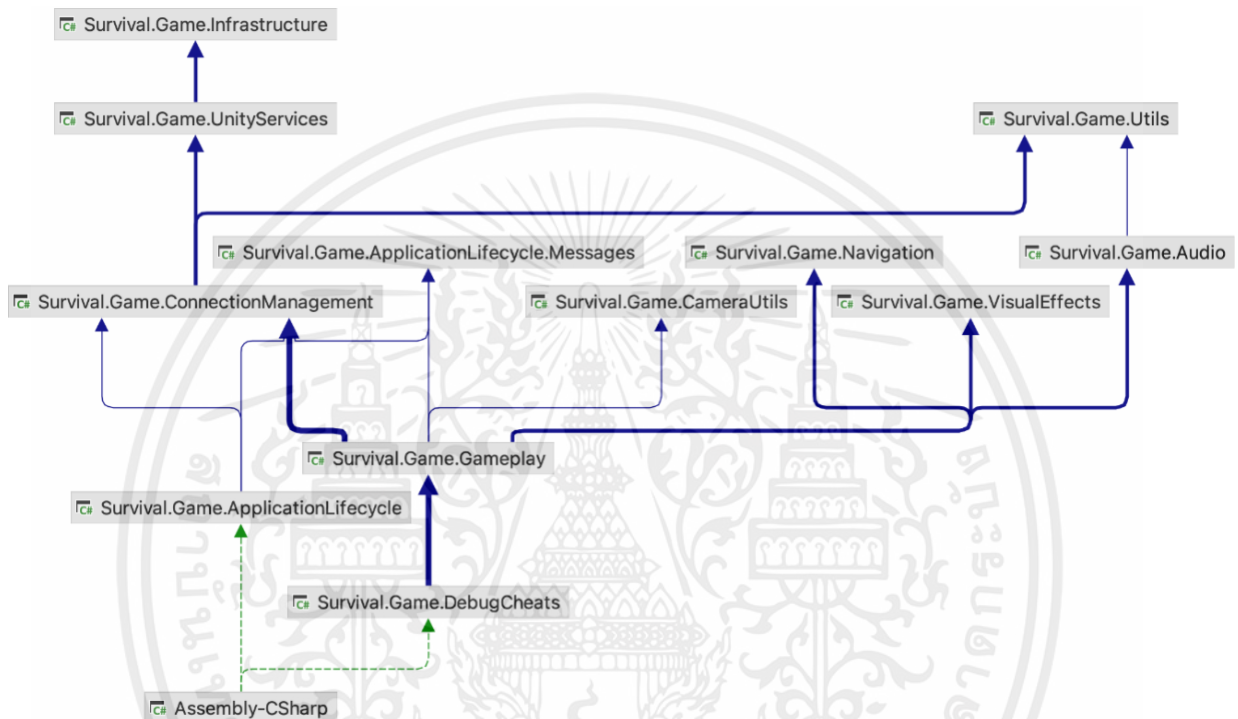 Survival.Game.Infrastructure
Survival.Game.UnityServices
Survival.Game.Utils
Survival.Game.ApplicationLifecycle.Messages
Survival.Game.Navigation
Survival.Game.Audio
Survival.Game.ConnectionManagement
Survival.Game.CameraUtils
Survival.Game.VisualEffects
Survival.Game.Gameplay
Survival.Game.ApplicationLifecycle
Survival.Game.DebugCheats
Assembly-CSharp